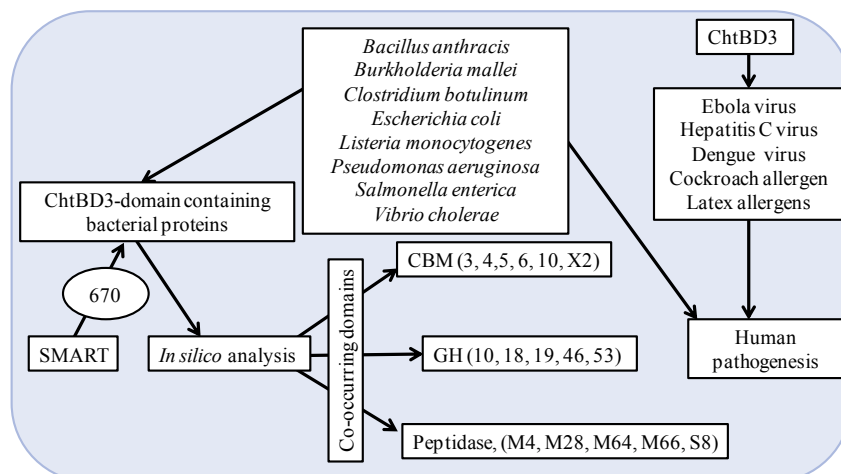 Bacillus anthracis
Burkholderia mallei
Clostridium botulinum
Escherichia coli
Listeria monocytogenes
Pseudomonas aeruginosa
Salmonella enterica
Vibrio cholerae
ChtBD3
Ebola virus
Hepatitis C virus
Dengue virus
Cockroach allergen
Latex allergens
ChtBD3-domain containing
bacterial proteins
670
SMART
In silico analysis
Co-occurring domains
CBM (3, 4,5, 6, 10, X2)
GH (10, 18, 19, 46, 53)
Peptidase, (M4, M28, M64, M66, S8)
Human
pathogenesis